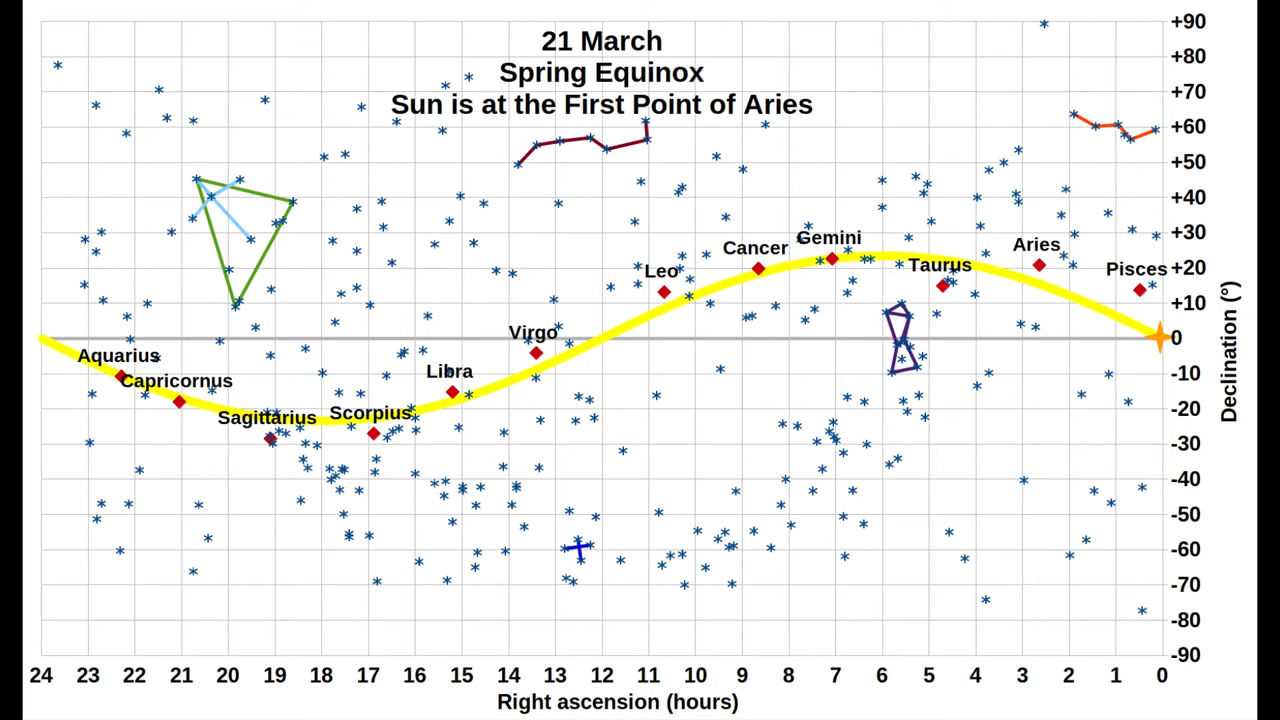 21 March
Spring Equinox
Sun is at the First Point of Aries
+90
+80
+70
+60
+50
+40
+30
+20
+10
0
-10
-20
-30
-40
-50
-60
-70
-80
-90
Declination (°)
Gemini
Cancer
Aries
Taurus
Pisces
Leo
Virgo
Aquarius
Libra
Capricornus
Scorpius
Sagittarius
24 23 22 21 20 19 18 17 16 15 14 13 12 11 10 9 8 7 6 5 4 3 2 1 0
Right ascension (hours)